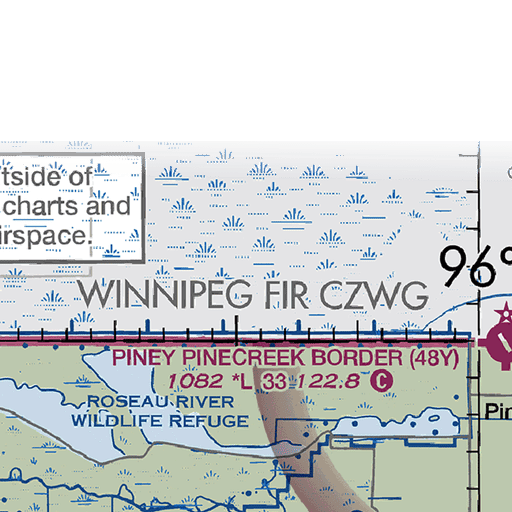 tside of
charts and
irspace.
96°
WINNIPEG FIR CZWG
PINEY PINECREEK BORDER (48Y)
1082 *L 33 122.8 C
ROSEAU RIVER
WILDLIFE REFUGE
Pin